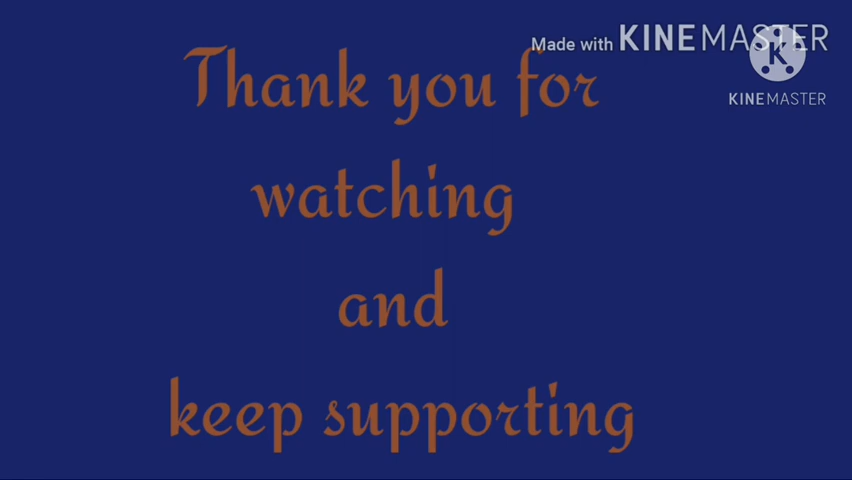 Made with KINEMASTER
K
KINEMASTER
Thank you for
watching
and
keep supporting